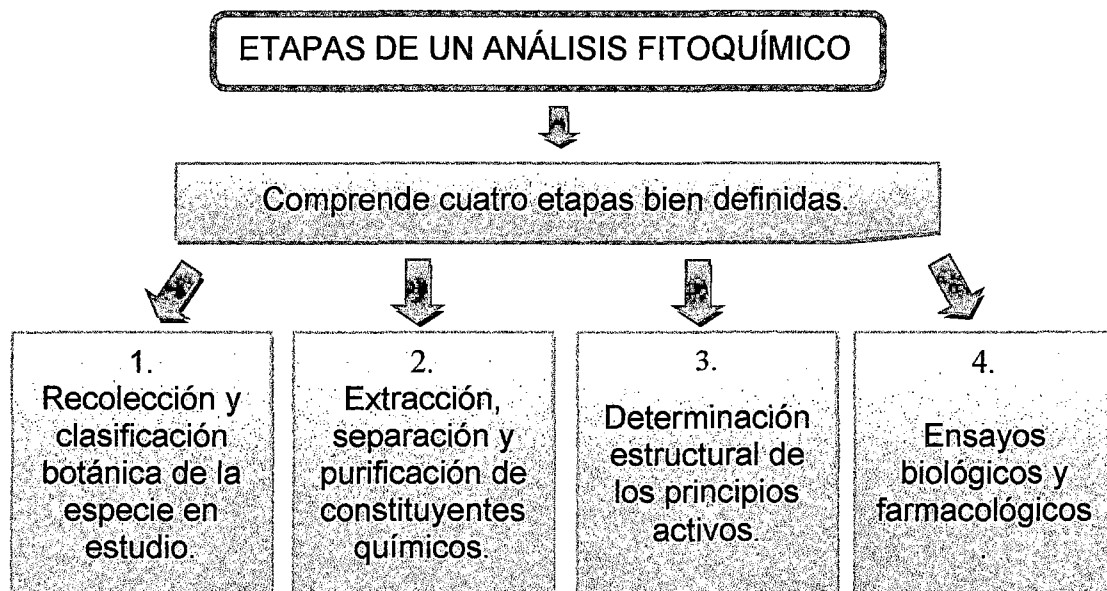 ETAPAS DE UN ANÁLISIS FITOQUÍMICO
Comprende cuatro etapas bien definidas.
1.
Recolección y
clasificación
botánica de la
especie en
estudio.
2.
Extracción,
separación y
purificación de
constituyentes
químicos.
3.
Determinación
estructural de
los principios
activos.
4.
Ensayos
biológicos y
farmacológicos
.